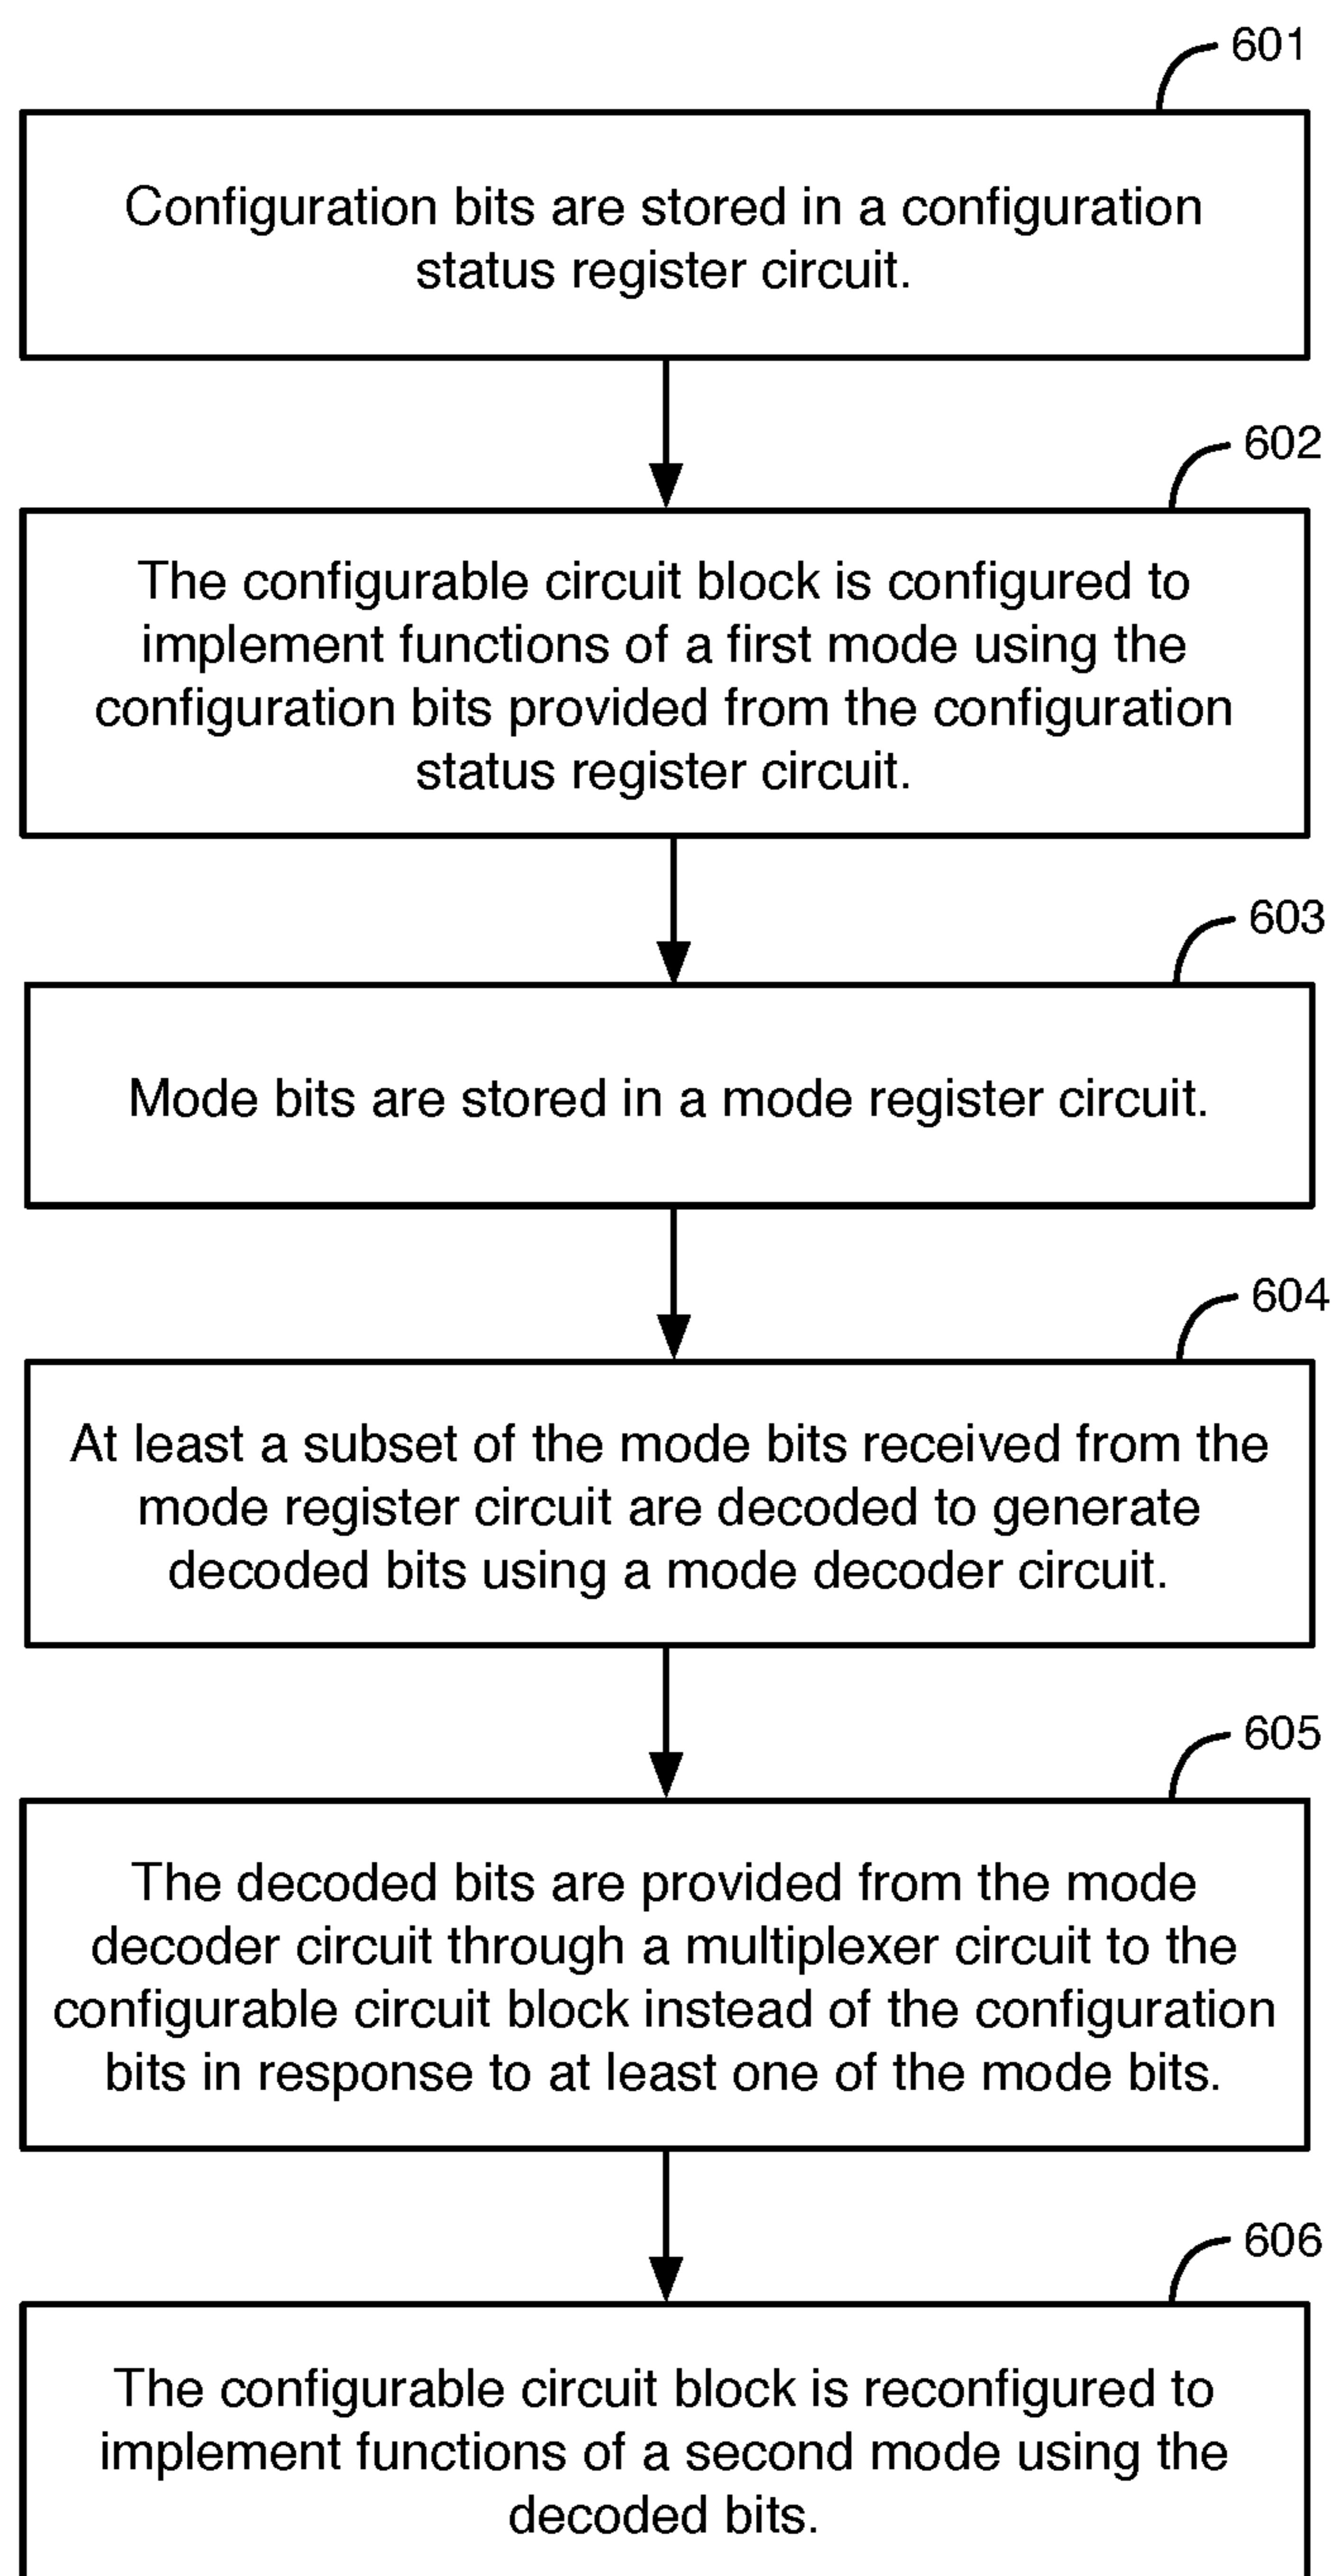 601
Configuration bits are stored in a configuration
status register circuit.
602
The configurable circuit block is configured to
implement functions of a first mode using the
configuration bits provided from the configuration
status register circuit.
603
Mode bits are stored in a mode register circuit.
604
At least a subset of the mode bits received from the
mode register circuit are decoded to generate
decoded bits using a mode decoder circuit.
605
The decoded bits are provided from the mode
decoder circuit through a multiplexer circuit to the
configurable circuit block instead of the configuration
bits in response to at least one of the mode bits.
606
The configurable circuit block is reconfigured to
implement functions of a second mode using the
decoded bits.